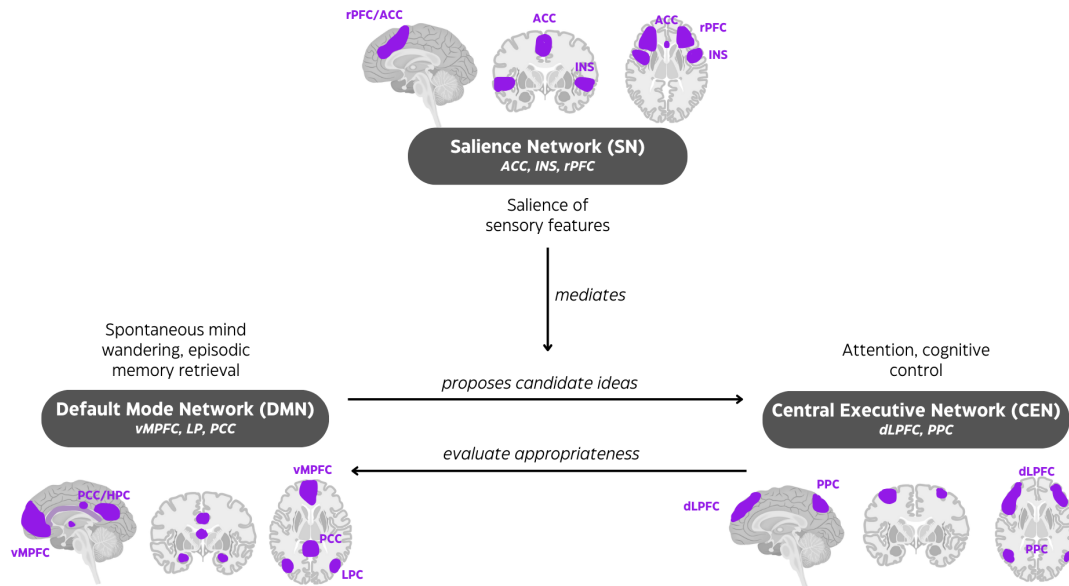 rPFC/ACC
ACC
ACC
rPFC
INS
INS
Salience Network (SN)
ACC, INS, rPFC
Salience of
sensory features
mediates
Spontaneous mind
wandering, episodic
memory retrieval
Attention, cognitive
control
proposes candidate ideas
Default Mode Network (DMN)
vMPFC, LP, PCC
Central Executive Network (CEN)
dLPFC, PPC
evaluate appropriateness
vMPFC
PCC/HPC
PCC
vMPFC
LPC
dLPFC
PPC
dLPFC
PPC